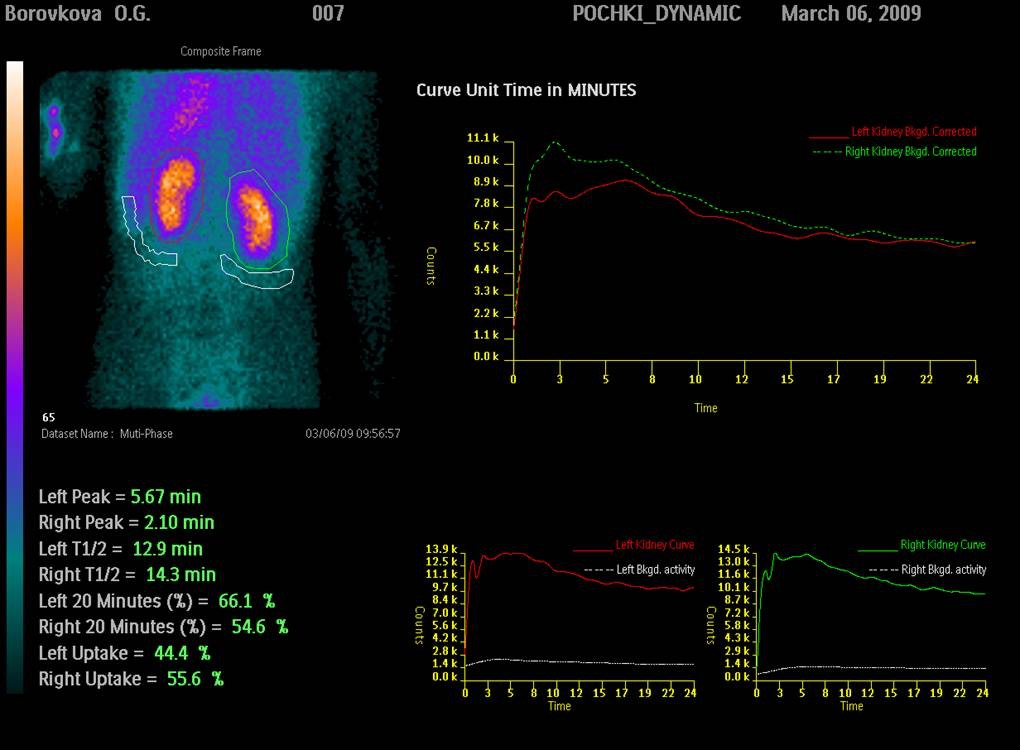 Borovkova O.G. 007 POCHKI_DYNAMIC March 06, 2009
Composite Frame
65
Dataset Name : Muti-Phase 03/06/09 09:56:57
Curve Unit Time in MINUTES
Left Kidney Bkgd. Corrected
Right Kidney Bkgd. Corrected
11.1 k
10.0 k
8.9 k
7.8 k
6.7 k
5.5 k
4.4 k
3.3 k
2.2 k
1.1 k
0.0 k
Counts
0 3 5 8 10 12 15 17 19 22 24
Time
Left Peak = 5.67 min
Right Peak = 2.10 min
Left T1/2 = 12.9 min
Right T1/2 = 14.3 min
Left 20 Minutes (%) = 66.1 %
Right 20 Minutes (%) = 54.6 %
Left Uptake = 44.4 %
Right Uptake = 55.6 %
Left Kidney Curve
Left Bkgd. activity
13.9 k
12.5 k
11.1 k
9.7 k
8.4 k
7.0 k
5.6 k
4.2 k
2.8 k
1.4 k
0.0 k
Counts
0 3 5 8 10 12 15 17 19 22 24
Time
Right Kidney Curve
Right Bkgd. activity
14.5 k
13.0 k
11.6 k
10.1 k
8.7 k
7.2 k
5.8 k
4.3 k
2.9 k
1.4 k
0.0 k
Counts
0 3 5 8 10 12 15 17 19 22 24
Time